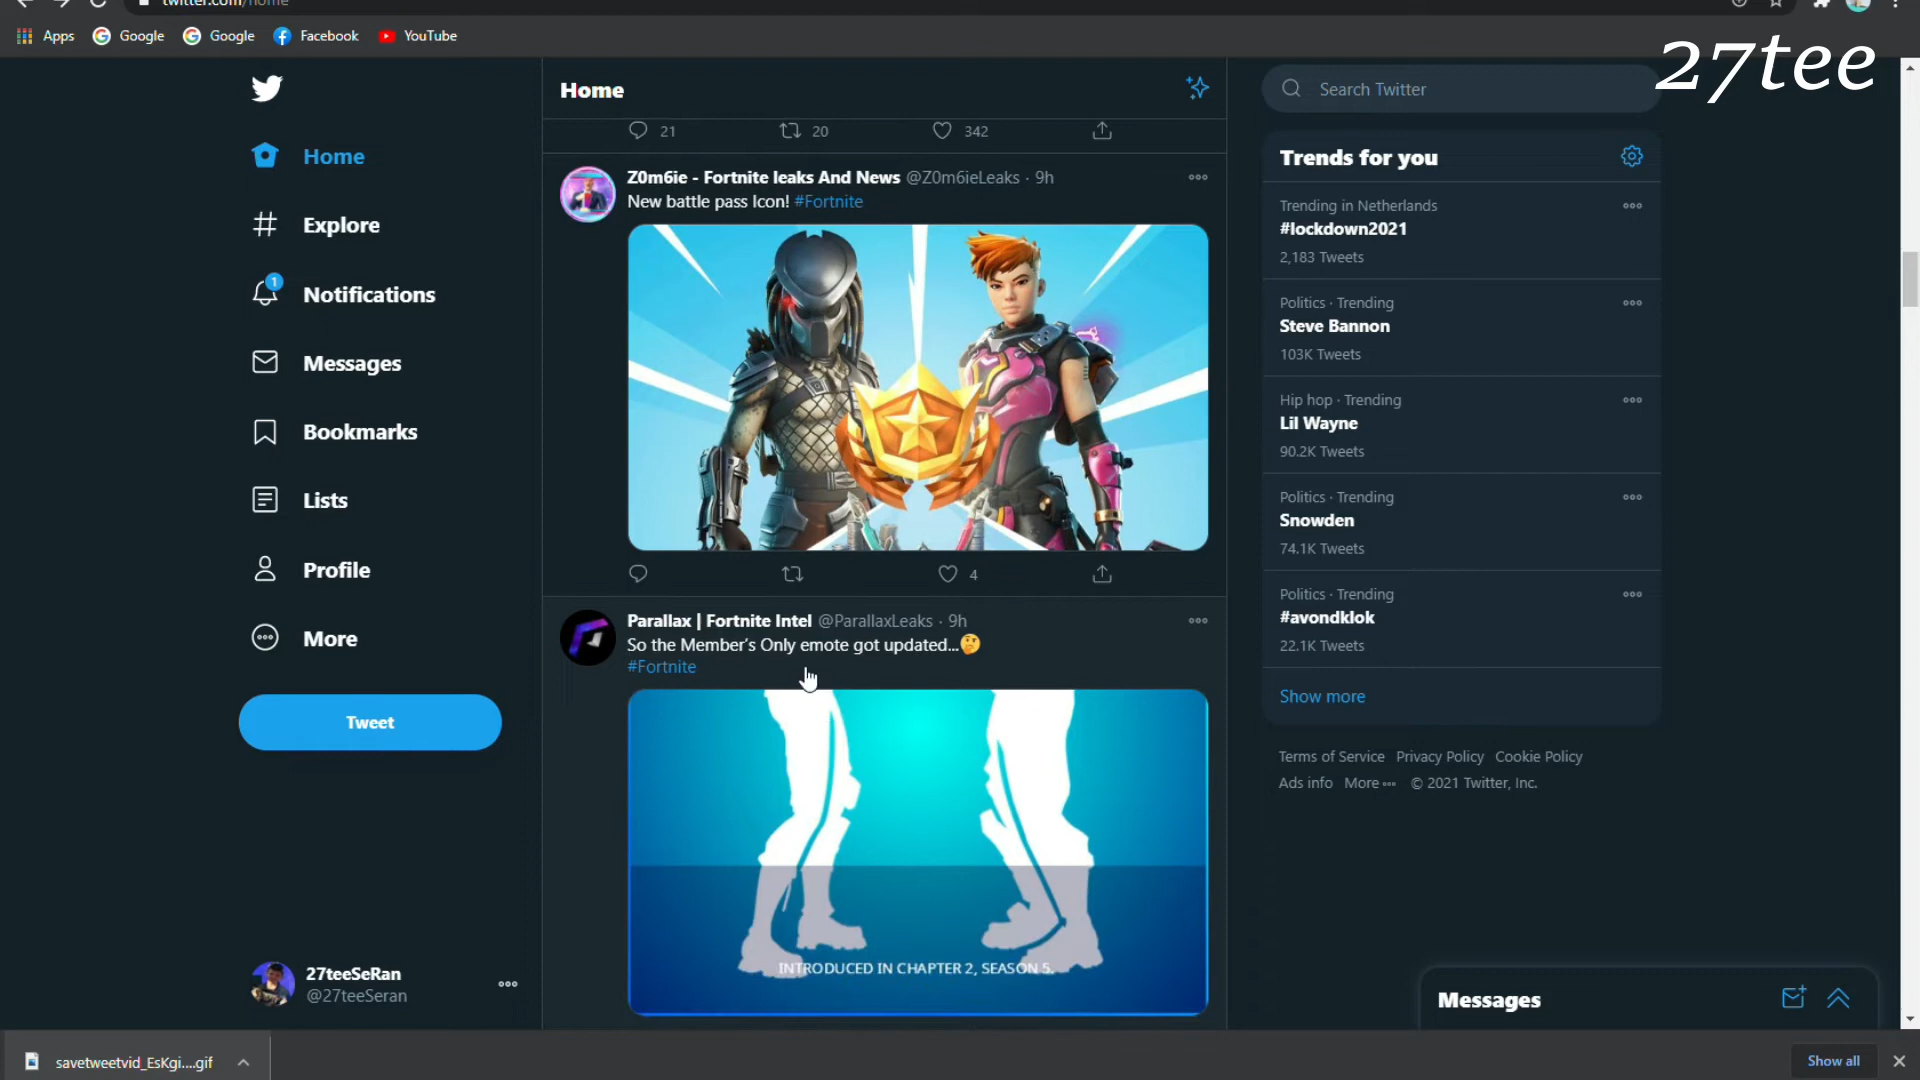 twitter.com/home
Apps
Google
Google
Facebook
YouTube
27tee
Home
Explore
1
Notifications
Messages
Bookmarks
Lists
Profile
More
Tweet
27teeSeRan
@27teeSeran
Home
21
20
342
Z0m6ie - Fortnite leaks And News @Z0m6ieLeaks · 9h
New battle pass Icon! #Fortnite
4
Parallax | Fortnite Intel @ParallaxLeaks · 9h
So the Member's Only emote got updated...🤔
#Fortnite
INTRODUCED IN CHAPTER 2, SEASON 5.
Search Twitter
Trends for you
Trending in Netherlands
#lockdown2021
2,183 Tweets
Politics · Trending
Steve Bannon
103K Tweets
Hip hop · Trending
Lil Wayne
90.2K Tweets
Politics · Trending
Snowden
74.1K Tweets
Politics · Trending
#avondklok
22.1K Tweets
Show more
Terms of Service Privacy Policy Cookie Policy
Ads info More ••• © 2021 Twitter, Inc.
Messages
savetweetvid_EsKgi....gif
Show all